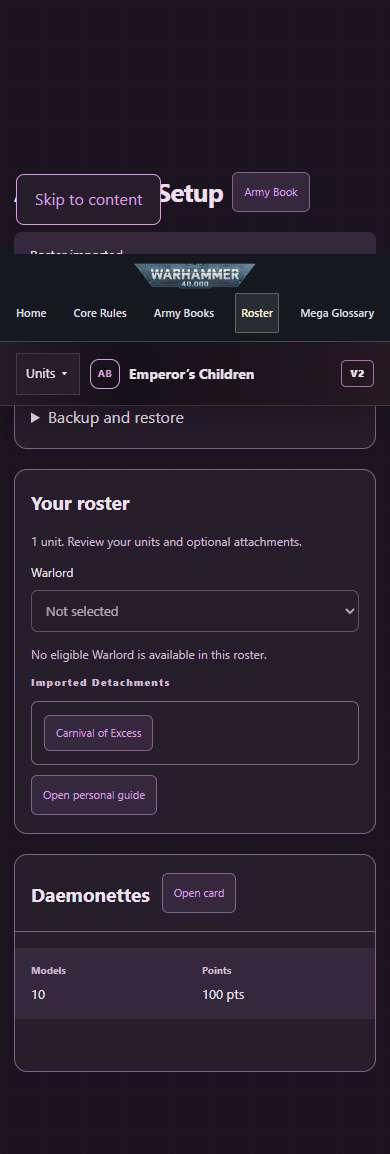 Skip to content
Setup
Army Book
Roster imported
WARHAMMER
40,000
Home
Core Rules
Army Books
Roster
Mega Glossary
Units
AB
Emperor's Children
V2
Backup and restore
Your roster
1 unit. Review your units and optional attachments.
Warlord
Not selected
No eligible Warlord is available in this roster.
Imported Detachments
Carnival of Excess
Open personal guide
Daemonettes
Open card
Models
Points
10
100 pts